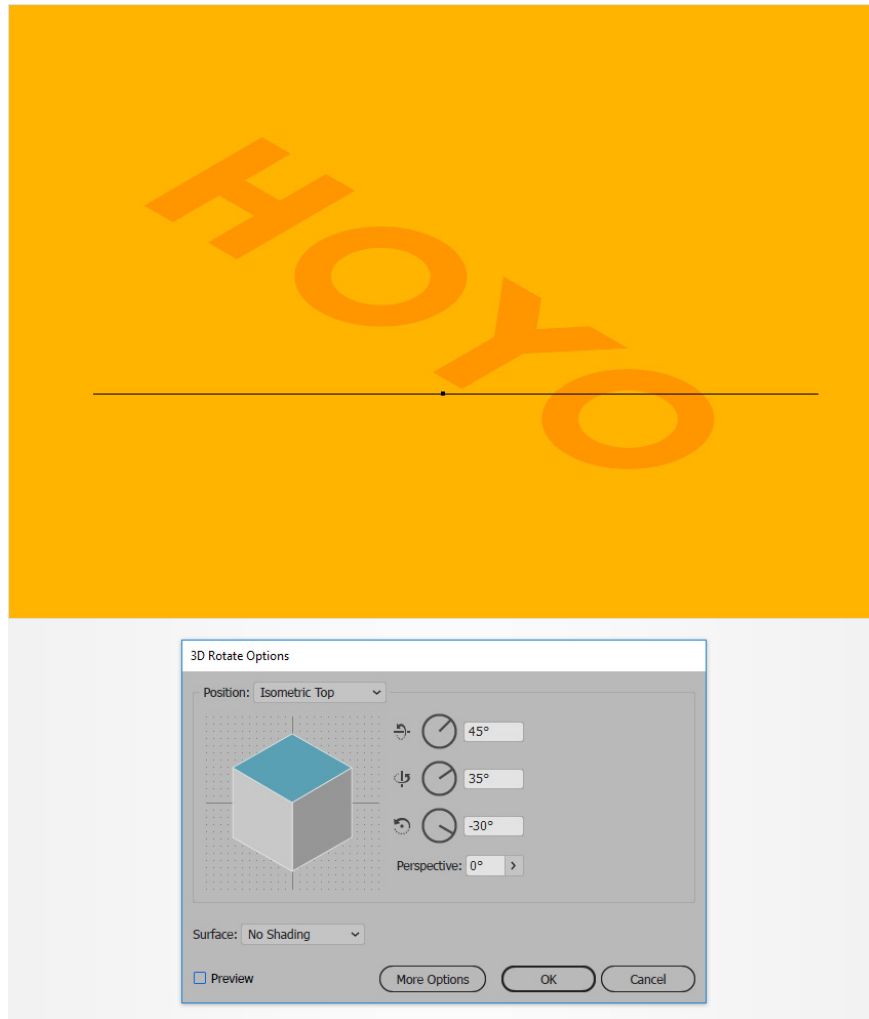 HOYO
3D Rotate Options
Position: Isometric Top
45°
35°
-30°
Perspective: 0°
Surface: No Shading
Preview More Options OK Cancel